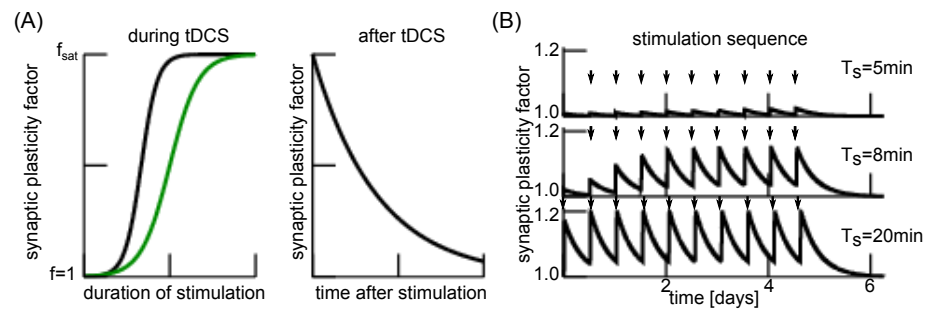 (A)
during tDCS
after tDCS
f_sat
f=1
synaptic plasticity factor
synaptic plasticity factor
duration of stimulation
time after stimulation
(B)
stimulation sequence
synaptic plasticity factor
1.2
1.0
T_S=5min
1.2
1.0
T_S=8min
1.2
1.0
T_S=20min
2
4
6
time [days]